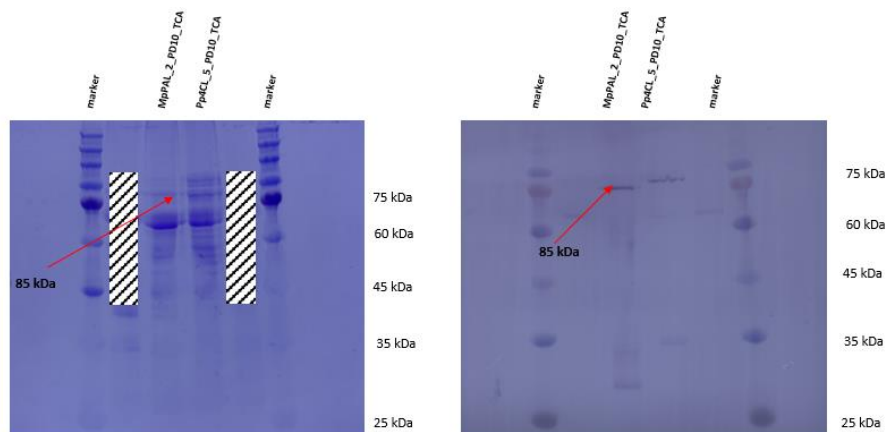 marker
MpPAL_2_PD10_TCA
Pp4CL_5_PD10_TCA
marker
75 kDa
60 kDa
85 kDa
45 kDa
35 kDa
25 kDa
marker
MpPAL_2_PD10_TCA
Pp4CL_5_PD10_TCA
marker
75 kDa
60 kDa
85 kDa
45 kDa
35 kDa
25 kDa